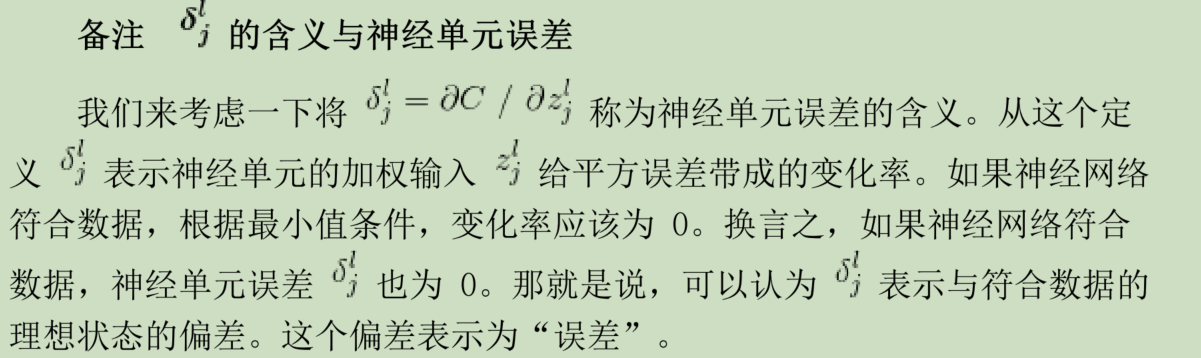 备注 δ_j^l 的含义与神经单元误差
我们来考虑一下将 δ_j^l = ∂C / ∂z_j^l 称为神经单元误差的含义。从这个定
义 δ_j^l 表示神经单元的加权输入 z_j^l 给平方误差带成的变化率。如果神经网络
符合数据，根据最小值条件，变化率应该为 0。换言之，如果神经网络符合
数据，神经单元误差 δ_j^l 也为 0。那就是说，可以认为 δ_j^l 表示与符合数据的
理想状态的偏差。这个偏差表示为“误差”。